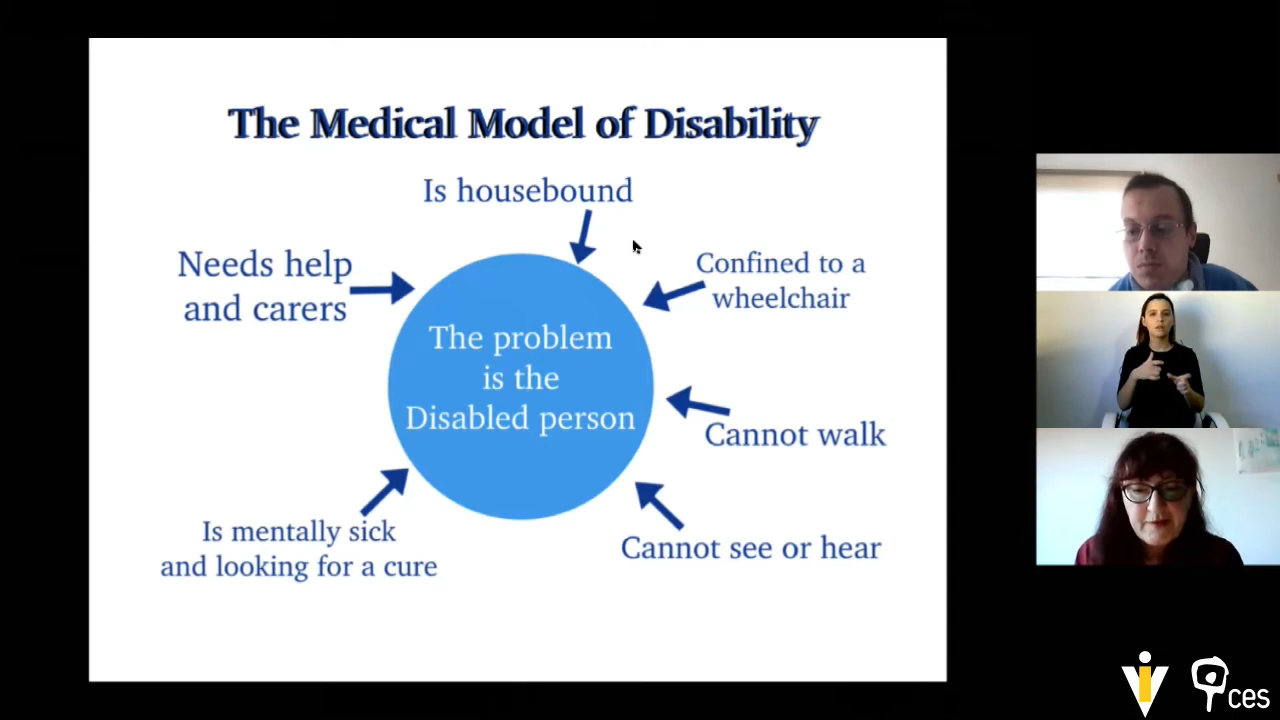 The Medical Model of Disability
Is housebound
Needs help
and carers
Confined to a
wheelchair
The problem
is the
Disabled person
Cannot walk
Is mentally sick
and looking for a cure
Cannot see or hear
ces